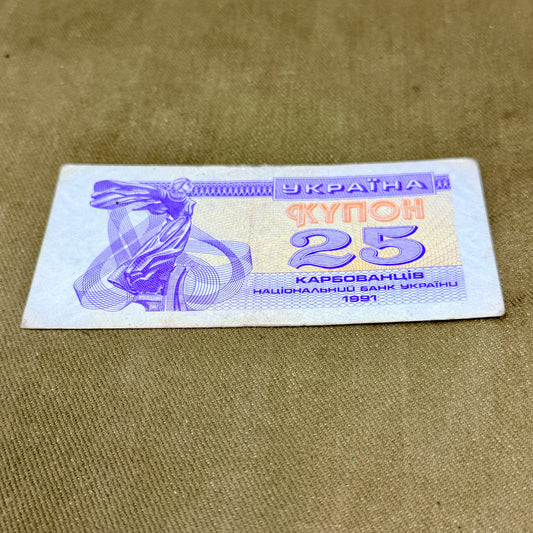 УКРАЇНА
КУПОН
25
КАРБОВАНЦІВ
НАЦІОНАЛЬНИЙ БАНК УКРАЇНИ
1991